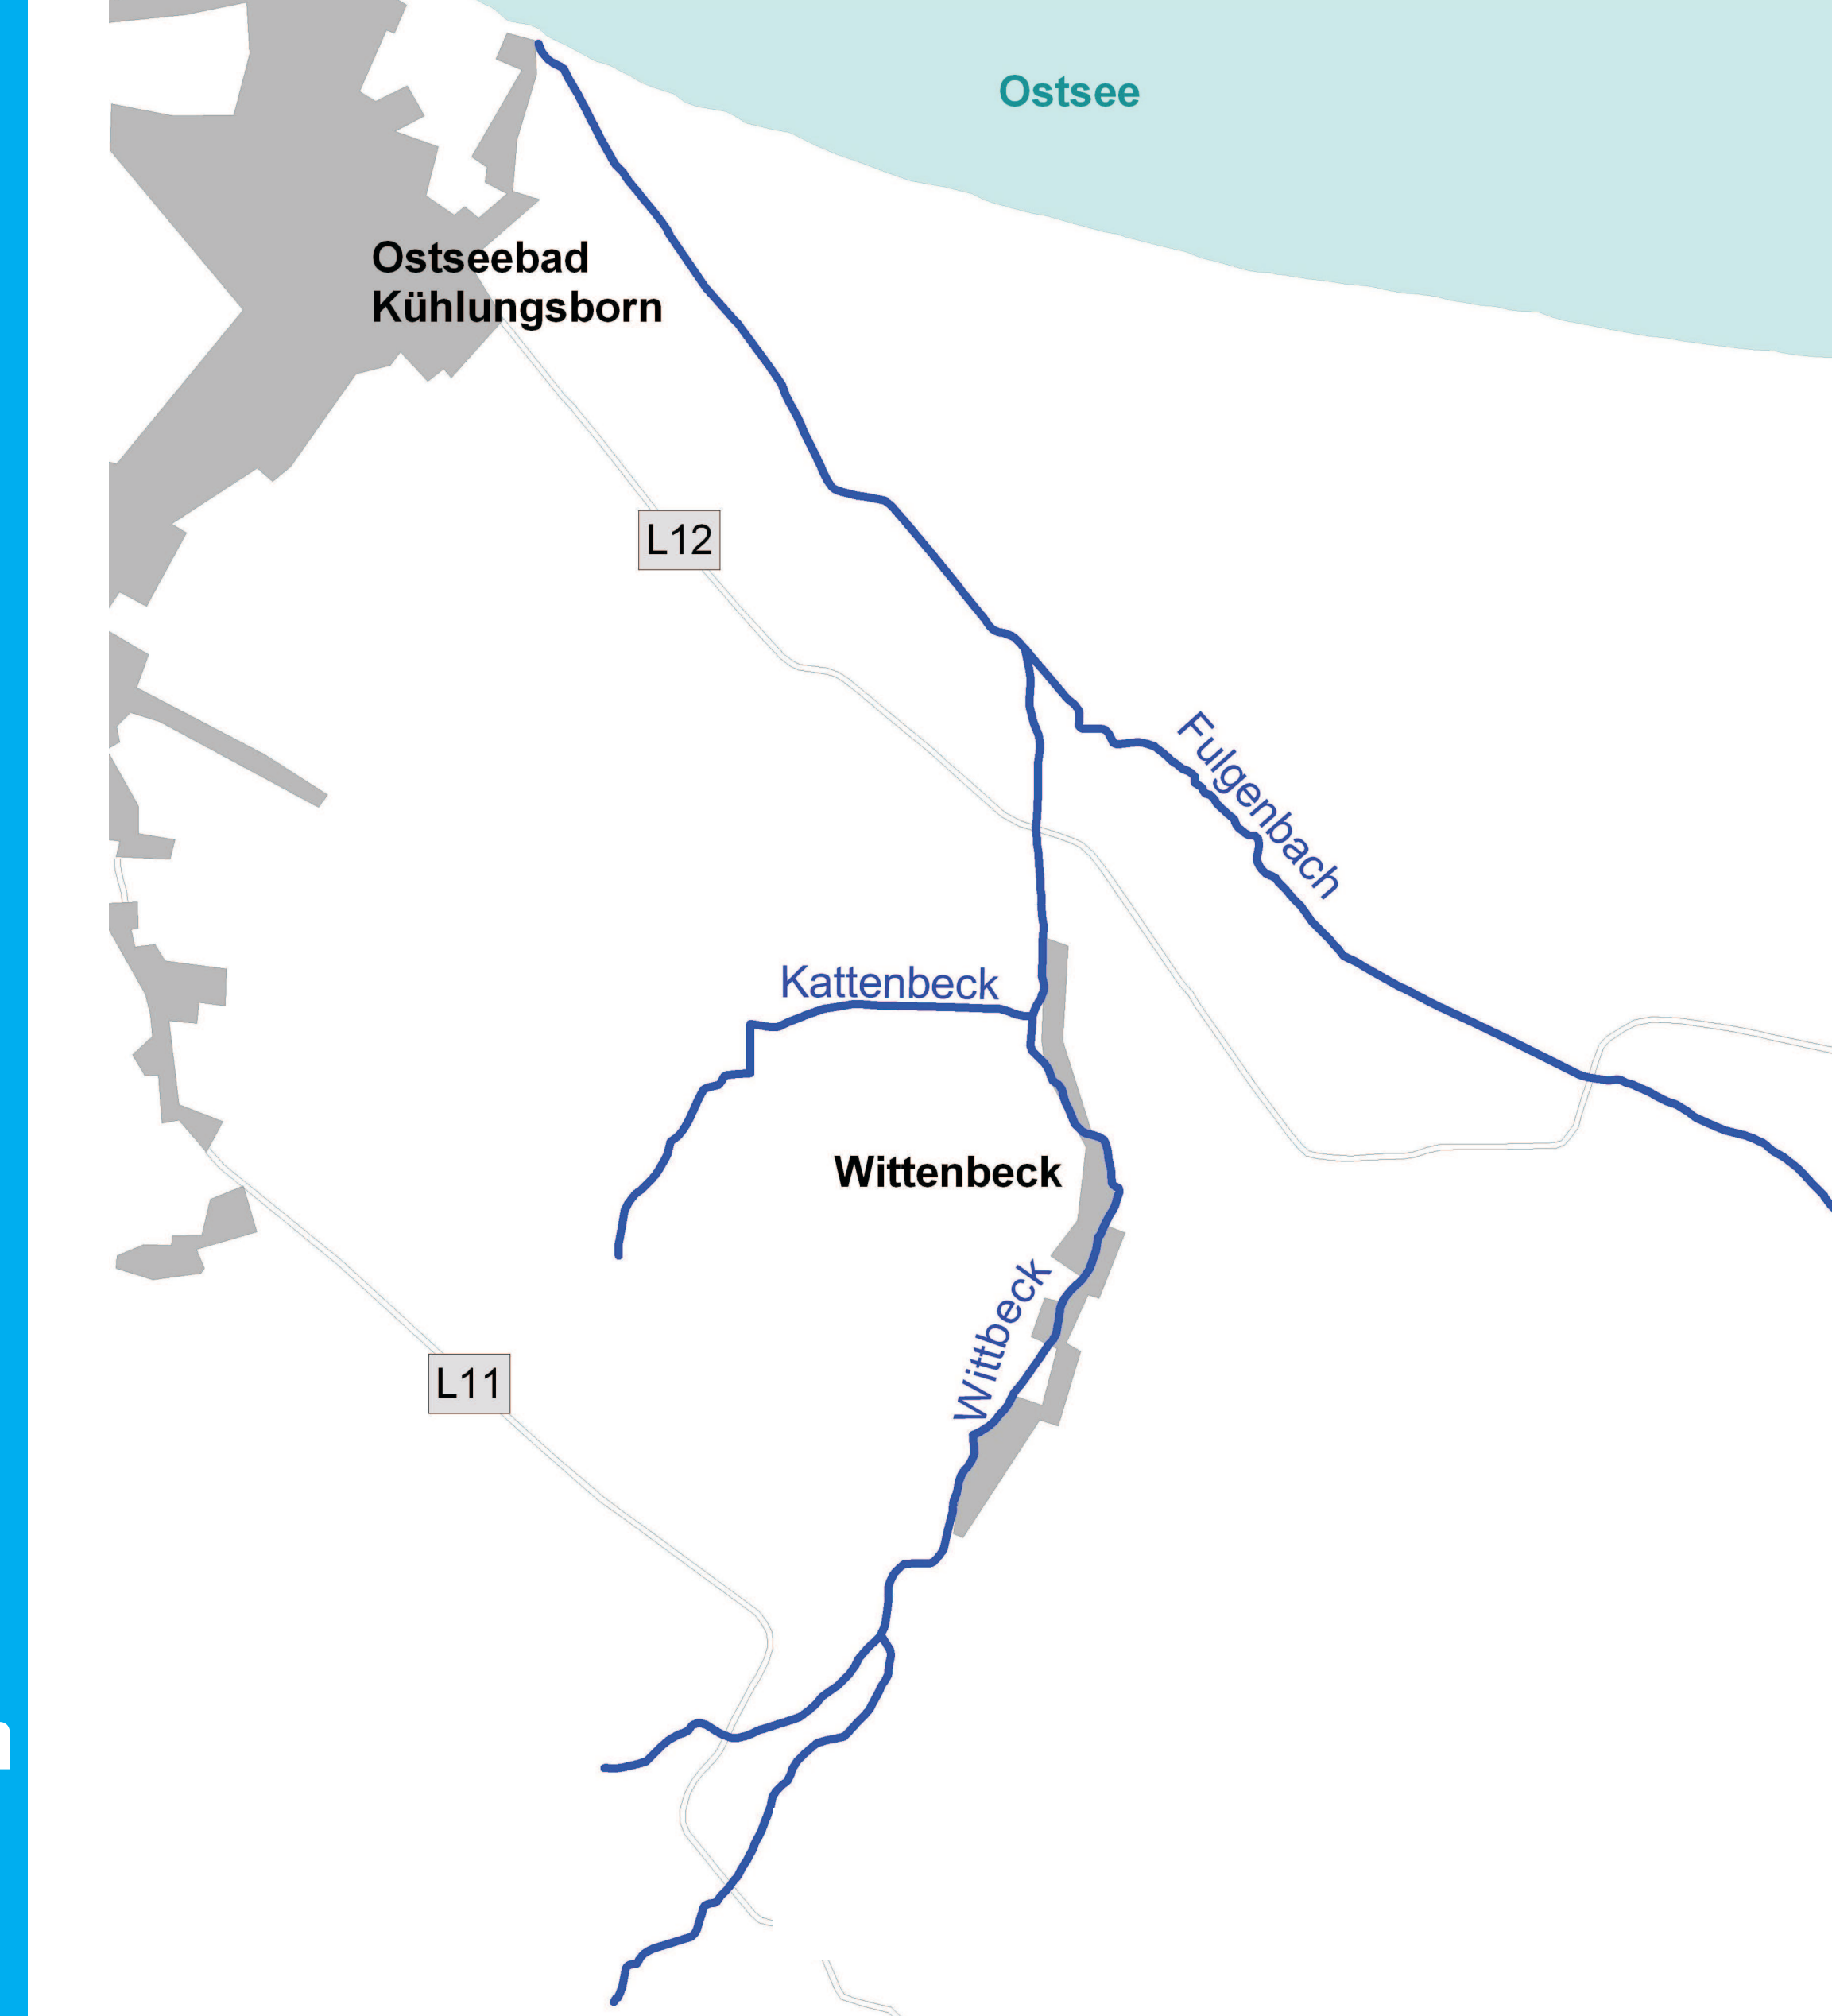 Ostsee
Ostseebad
Kühlungsborn
L12
Fulgenbach
Kattenbeck
Wittenbeck
Wittbeck
L11